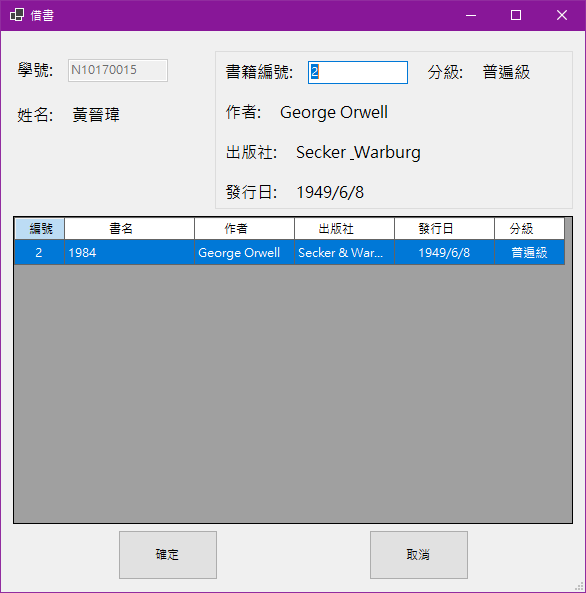 借書
學號: N10170015
姓名: 黃晉瑋
書籍編號: 2 分級: 普遍級
作者: George Orwell
出版社: Secker _Warburg
發行日: 1949/6/8
編號 書名 作者 出版社 發行日 分級
2 1984 George Orwell Secker & War... 1949/6/8 普遍級
確定 取消